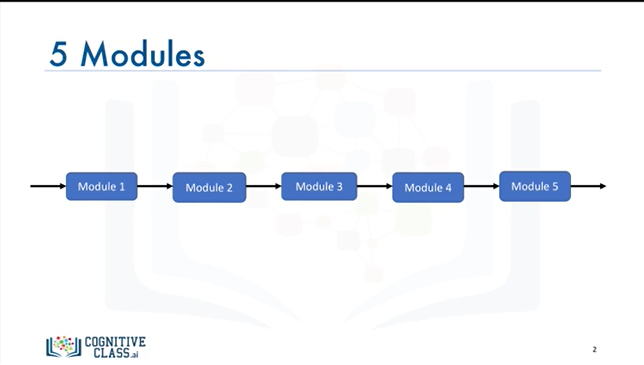 5 Modules
Module 1
Module 2
Module 3
Module 4
Module 5
COGNITIVE
CLASS.ai
2